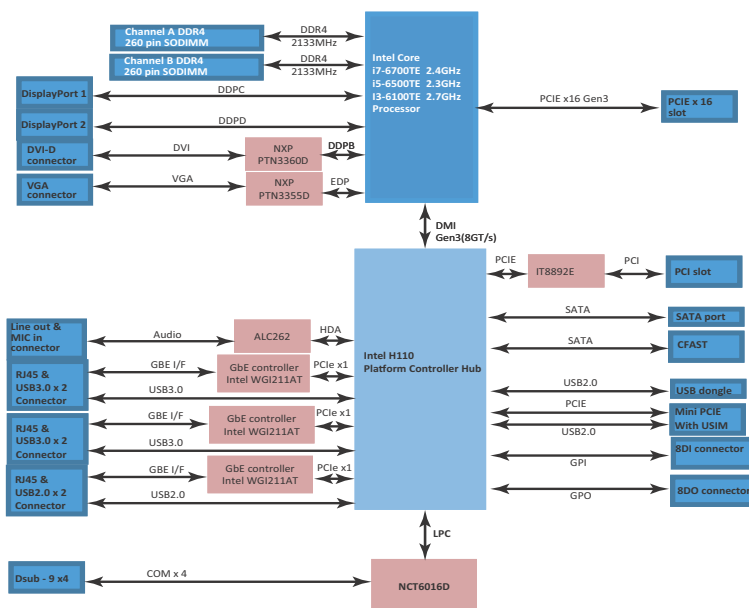 Channel A DDR4
260 pin SODIMM
DDR4
2133MHz
Channel B DDR4
260 pin SODIMM
DDR4
2133MHz
Intel Core
i7-6700TE 2.4GHz
i5-6500TE 2.3GHz
I3-6100TE 2.7GHz
Processor
DisplayPort 1
DDPC
DisplayPort 2
DDPD
DVI-D
connector
DVI
NXP
PTN3360D
DDPB
VGA
connector
VGA
NXP
PTN3355D
EDP
PCIE x16 Gen3
PCIE x 16
slot
DMI
Gen3(8GT/s)
Intel H110
Platform Controller Hub
PCIE
IT8892E
PCI
PCI slot
SATA
SATA port
SATA
CFAST
USB2.0
USB dongle
PCIE
USB2.0
Mini PCIE
With USIM
GPI
8DI connector
GPO
8DO connector
Line out &
MIC in
connector
Audio
ALC262
HDA
RJ45 &
USB3.0 x 2
Connector
GBE I/F
GbE controller
Intel WGI211AT
PCIe x1
USB3.0
RJ45 &
USB3.0 x 2
Connector
GBE I/F
GbE controller
Intel WGI211AT
PCIe x1
USB3.0
RJ45 &
USB2.0 x 2
Connector
GBE I/F
GbE controller
Intel WGI211AT
PCIe x1
USB2.0
LPC
Dsub - 9 x4
COM x 4
NCT6016D